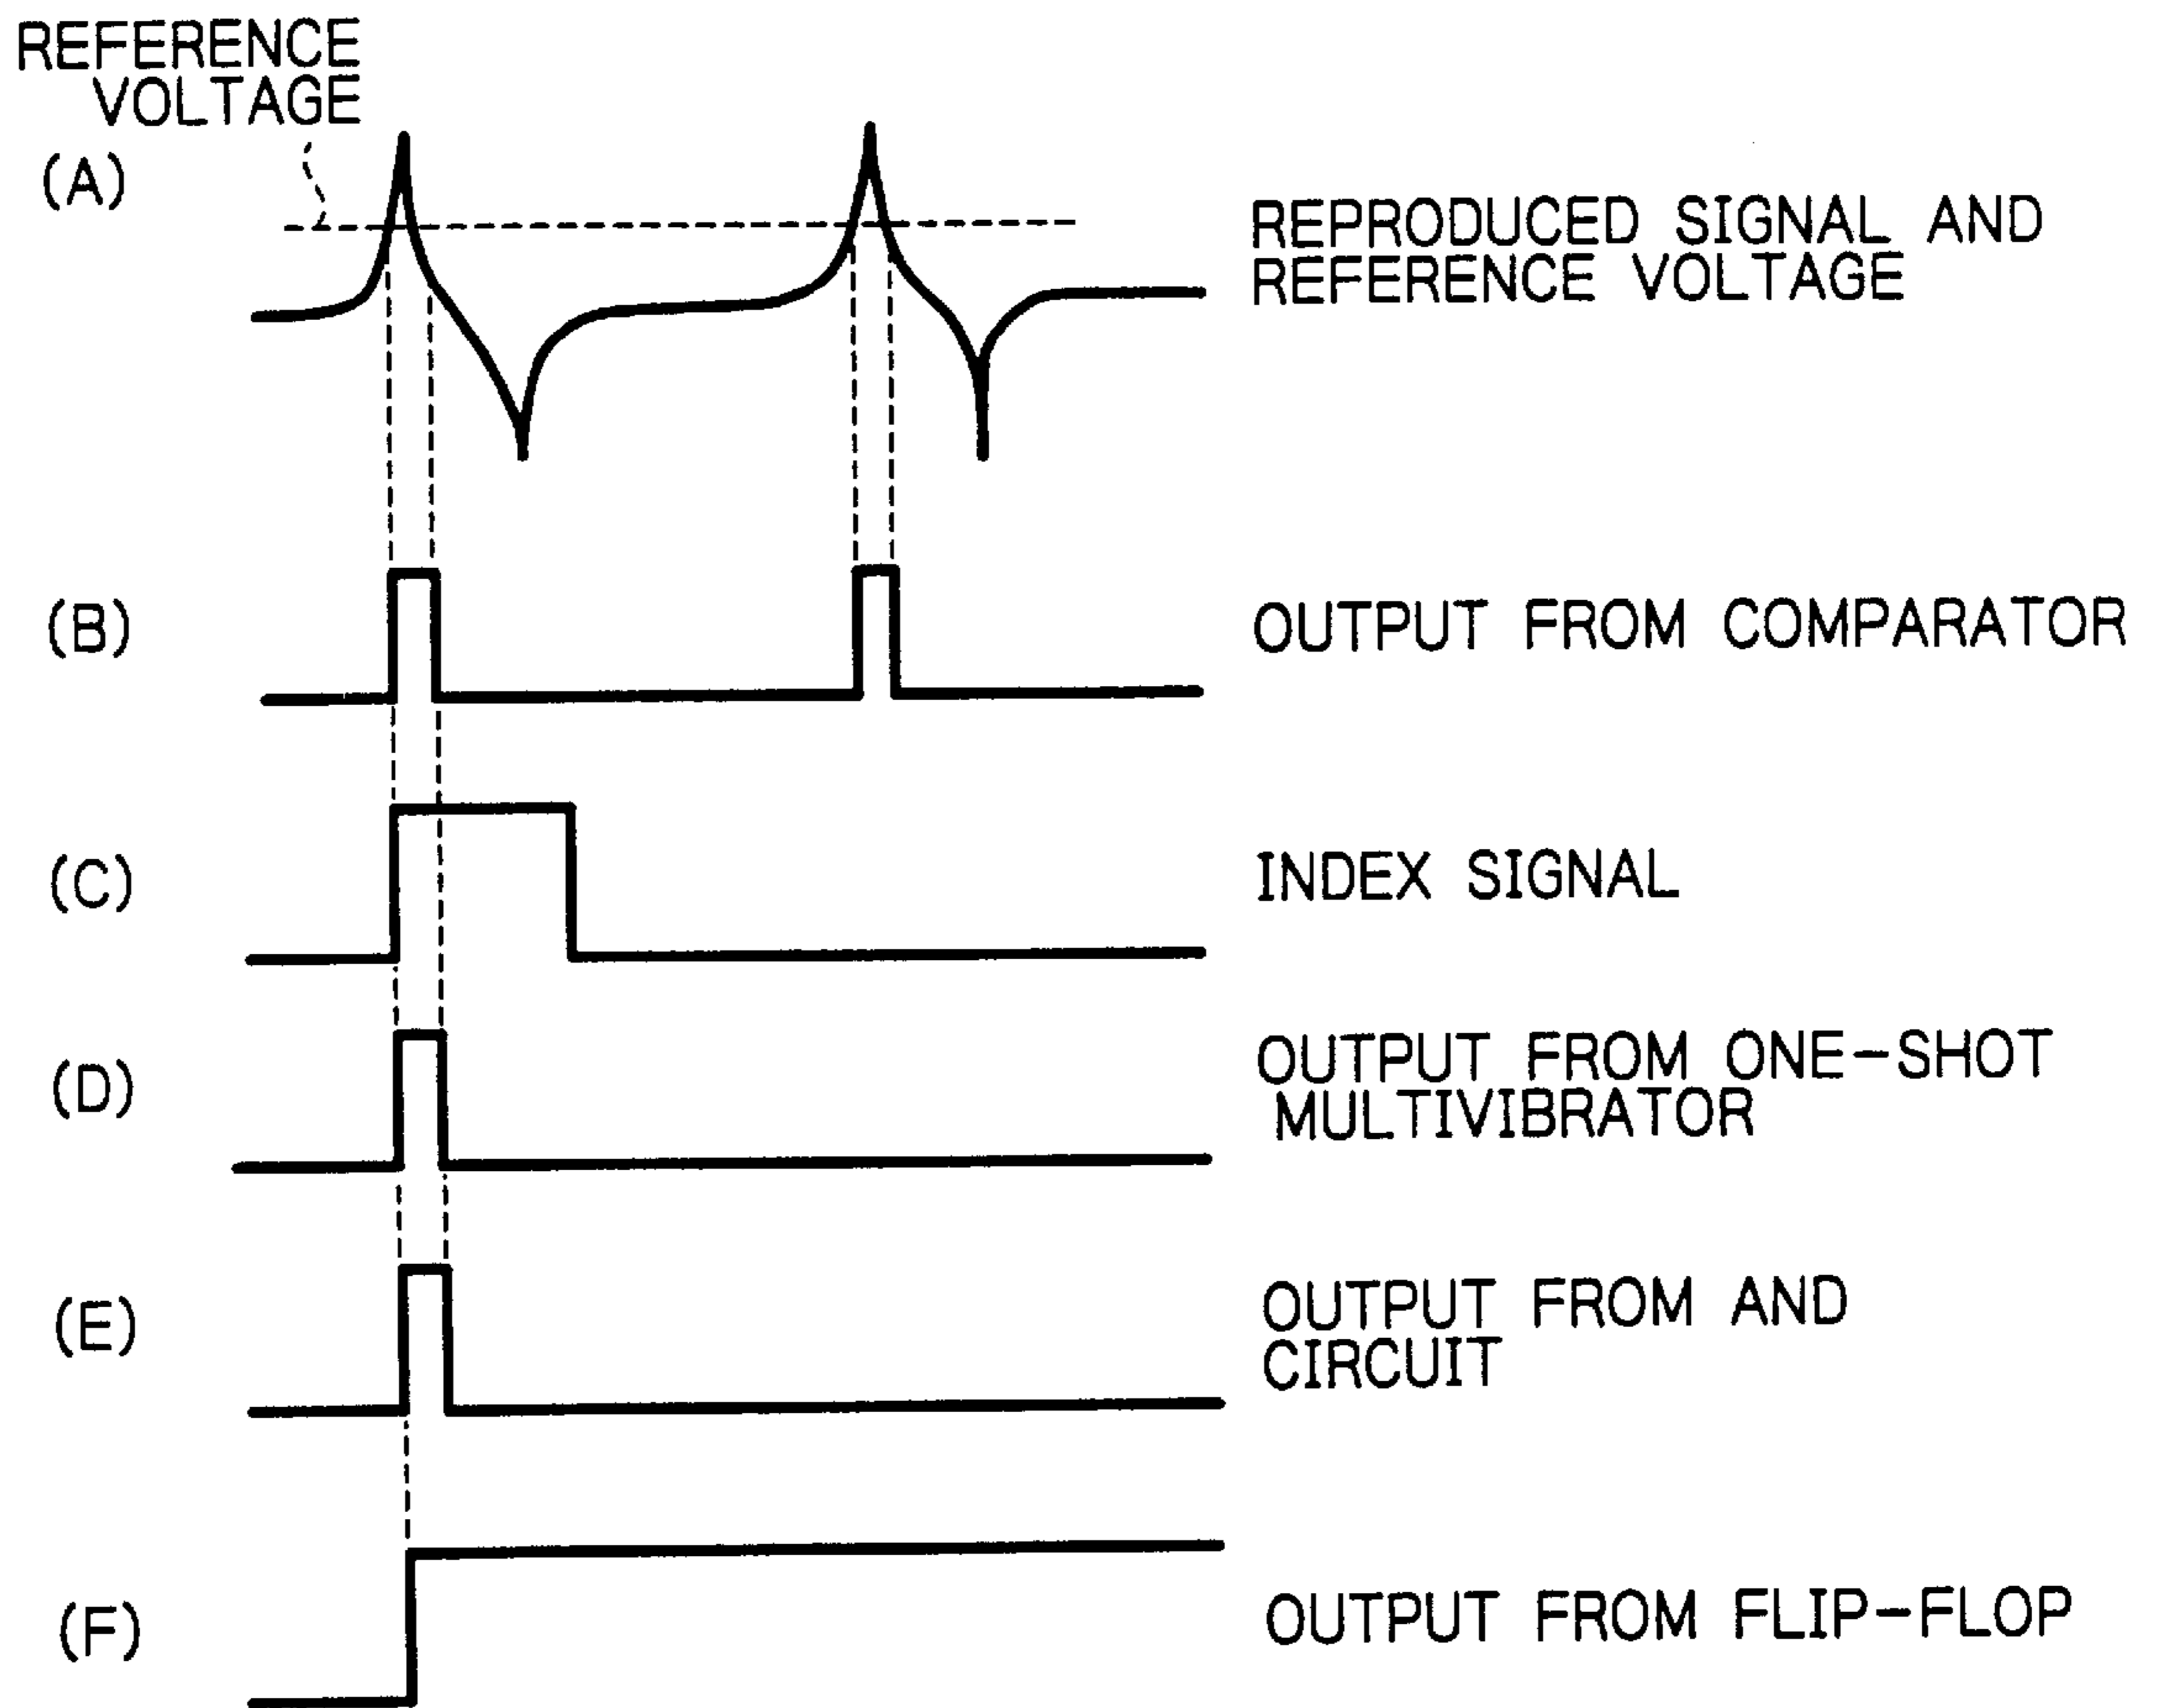 REFERENCE
VOLTAGE
(A)
REPRODUCED SIGNAL AND
REFERENCE VOLTAGE
(B)
OUTPUT FROM COMPARATOR
(C)
INDEX SIGNAL
(D)
OUTPUT FROM ONE-SHOT
MULTIVIBRATOR
(E)
OUTPUT FROM AND
CIRCUIT
(F)
OUTPUT FROM FLIP-FLOP